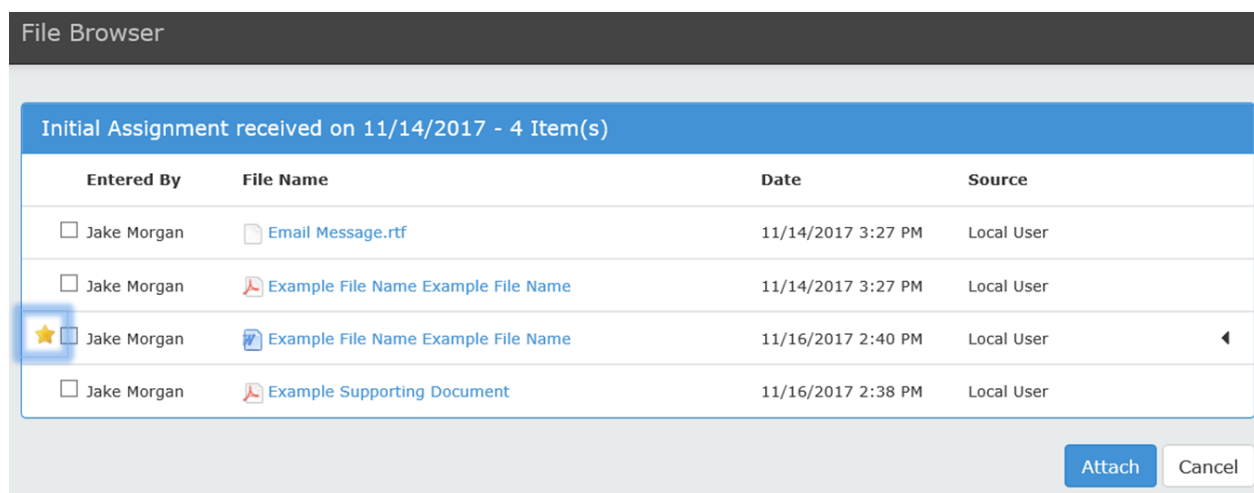 File Browser
Initial Assignment received on 11/14/2017 - 4 Item(s)
Entered By File Name Date Source
Jake Morgan Email Message.rtf 11/14/2017 3:27 PM Local User
Jake Morgan Example File Name Example File Name 11/14/2017 3:27 PM Local User
Jake Morgan Example File Name Example File Name 11/16/2017 2:40 PM Local User
Jake Morgan Example Supporting Document 11/16/2017 2:38 PM Local User
Attach Cancel